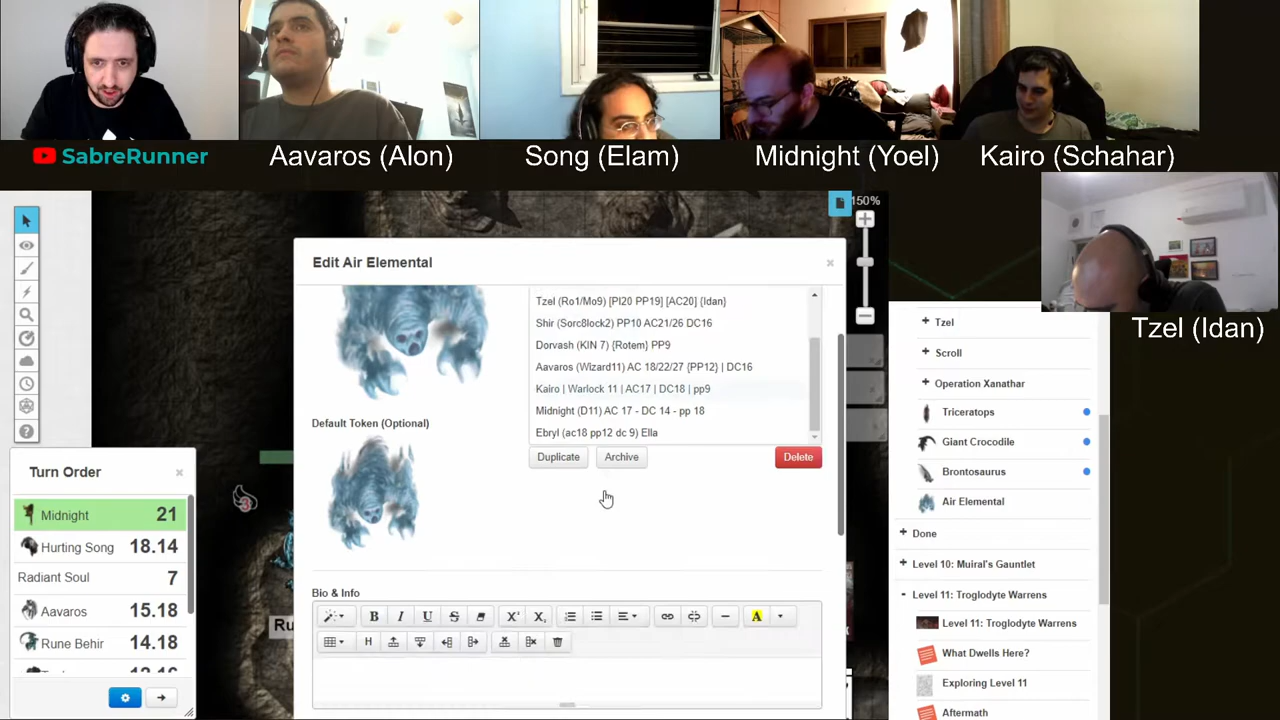 SabreRunner
Aavaros (Alon)
Song (Elam)
Midnight (Yoel)
Kairo (Schahar)
Tzel (Idan)
150%
Edit Air Elemental
×
Tzel (Ro1/Mo9) [PI20 PP19] [AC20] {Idan}
Shir (Sorc8lock2) PP10 AC21/26 DC16
Dorvash (KIN 7) {Rotem} PP9
Aavaros (Wizard11) AC 18/22/27 {PP12} | DC16
Kairo | Warlock 11 | AC17 | DC18 | pp9
Midnight (D11) AC 17 - DC 14 - pp 18
Ebryl (ac18 pp12 dc 9) Ella
Default Token (Optional)
Duplicate
Archive
Delete
Bio & Info
Turn Order
×
Midnight 21
Hurting Song 18.14
Radiant Soul 7
Aavaros 15.18
Rune Behir 14.18
3
Ru
Tzel
Scroll
Operation Xanathar
Triceratops
Giant Crocodile
Brontosaurus
Air Elemental
Done
Level 10: Muiral's Gauntlet
Level 11: Troglodyte Warrens
Level 11: Troglodyte Warrens
What Dwells Here?
Exploring Level 11
Aftermath